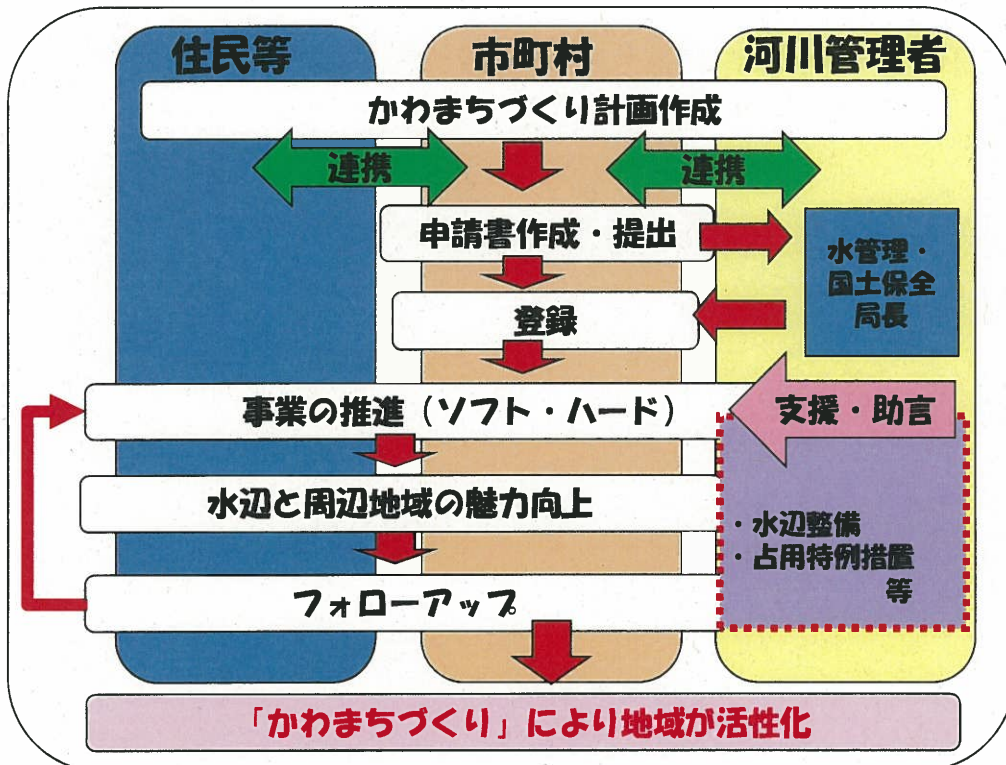 住民等
市町村
河川管理者
かわまちづくり計画作成
連携
連携
申請書作成・提出
水管理・
国土保全
局長
登録
事業の推進（ソフト・ハード）
支援・助言
水辺と周辺地域の魅力向上
・水辺整備
・占用特例措置
等
フォローアップ
「かわまちづくり」により地域が活性化